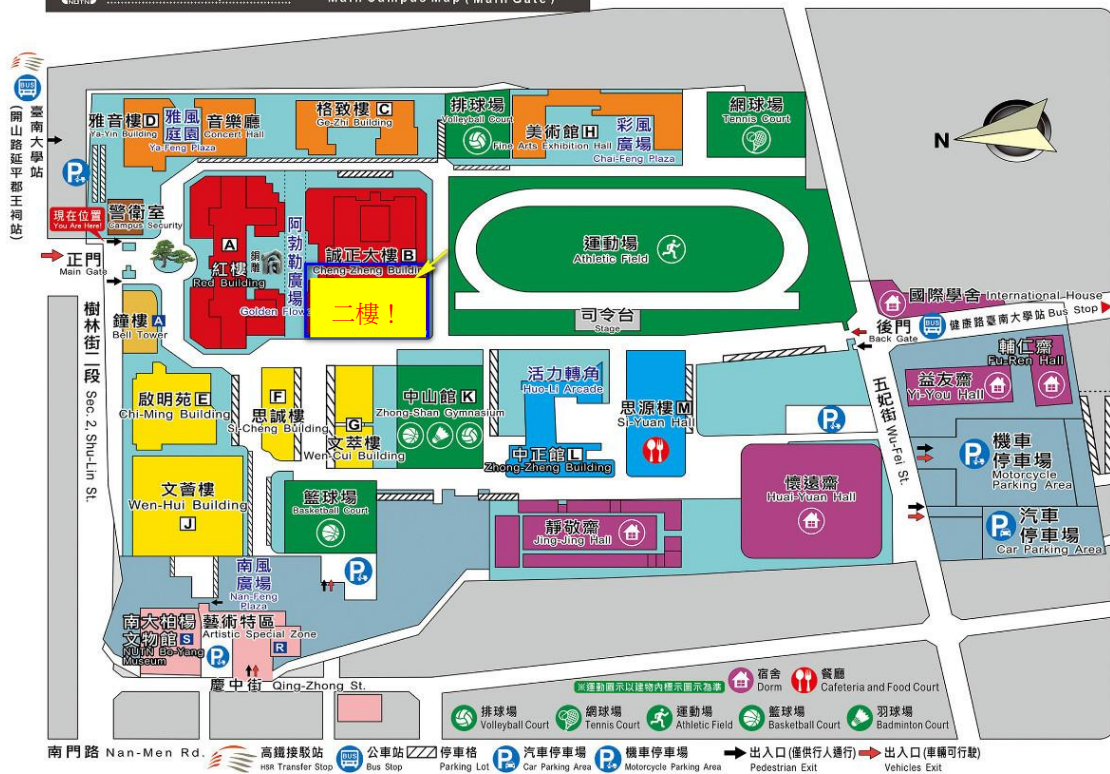 NUTN
Main Campus Map ( Main Gate )
臺南大學站
(開山路延平郡王祠站)
BUS
雅音樓 D
Ya-Yin Building
雅風
庭園
Ya-Feng Plaza
音樂廳
Concert Hall
格致樓 C
Ge-Zhi Building
排球場
Volleyball Court
美術館 H
Fine Arts Exhibition Hall
彩風
廣場
Chai-Feng Plaza
網球場
Tennis Court
N
P
警衛室
Campus Security
現在位置
You Are Here!
正門
Main Gate
A
紅樓
Red Building
銅雕
阿勃勒廣場
Golden Flow
誠正大樓 B
Cheng-Zheng Building
二樓！
運動場
Athletic Field
司令台
Stage
國際學舍 International House
後門
Back Gate
BUS
健康路臺南大學站 Bus Stop
樹林街二段 Sec. 2, Shu-Lin St.
鐘樓 A
Bell Tower
啟明苑 E
Chi-Ming Building
F
思誠樓
Si-Cheng Building
G
文萃樓
Wen-Cui Building
中山館 K
Zhong-Shan Gymnasium
活力轉角
Huo-Li Arcade
中正館 L
Zhong-Zheng Building
思源樓 M
Si-Yuan Hall
P
五妃街 Wu-Fei St.
輔仁齋
Fu-Ren Hall
益友齋
Yi-You Hall
P
機車
停車場
Motorcycle
Parking Area
P
汽車
停車場
Car Parking Area
文薈樓
Wen-Hui Building
J
籃球場
Basketball Court
靜敬齋
Jing-Jing Hall
懷遠齋
Huai-Yuan Hall
南風
廣場
Nan-Feng
Plaza
P
南大柏楊
文物館 S
NUTN Bo-Yang
Museum
藝術特區
Artistic Special Zone
R
P
慶中街 Qing-Zhong St.
※運動圖示以建物內標示圖示為準
宿舍
Dorm
餐廳
Cafeteria and Food Court
排球場
Volleyball Court
網球場
Tennis Court
運動場
Athletic Field
籃球場
Basketball Court
羽球場
Badminton Court
南門路 Nan-Men Rd.
高鐵接駁站
HSR Transfer Stop
BUS
公車站
Bus Stop
停車格
Parking Lot
P
汽車停車場
Car Parking Area
P
機車停車場
Motorcycle Parking Area
出入口(僅供行人通行)
Pedestrian Exit
出入口(車輛可行駛)
Vehicles Exit